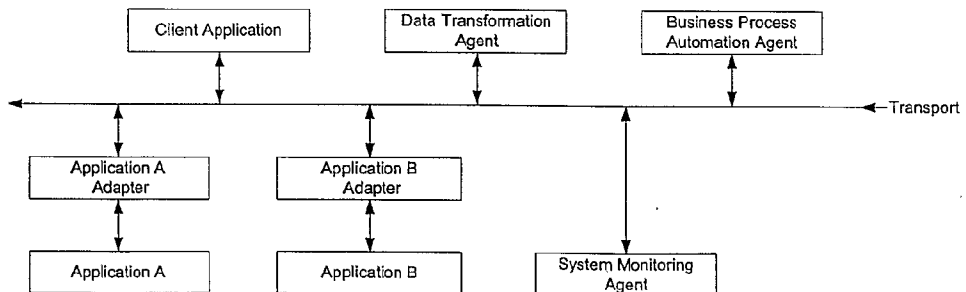 Client Application
Data Transformation
Agent
Business Process
Automation Agent
Transport
Application A
Adapter
Application B
Adapter
Application A
Application B
System Monitoring
Agent